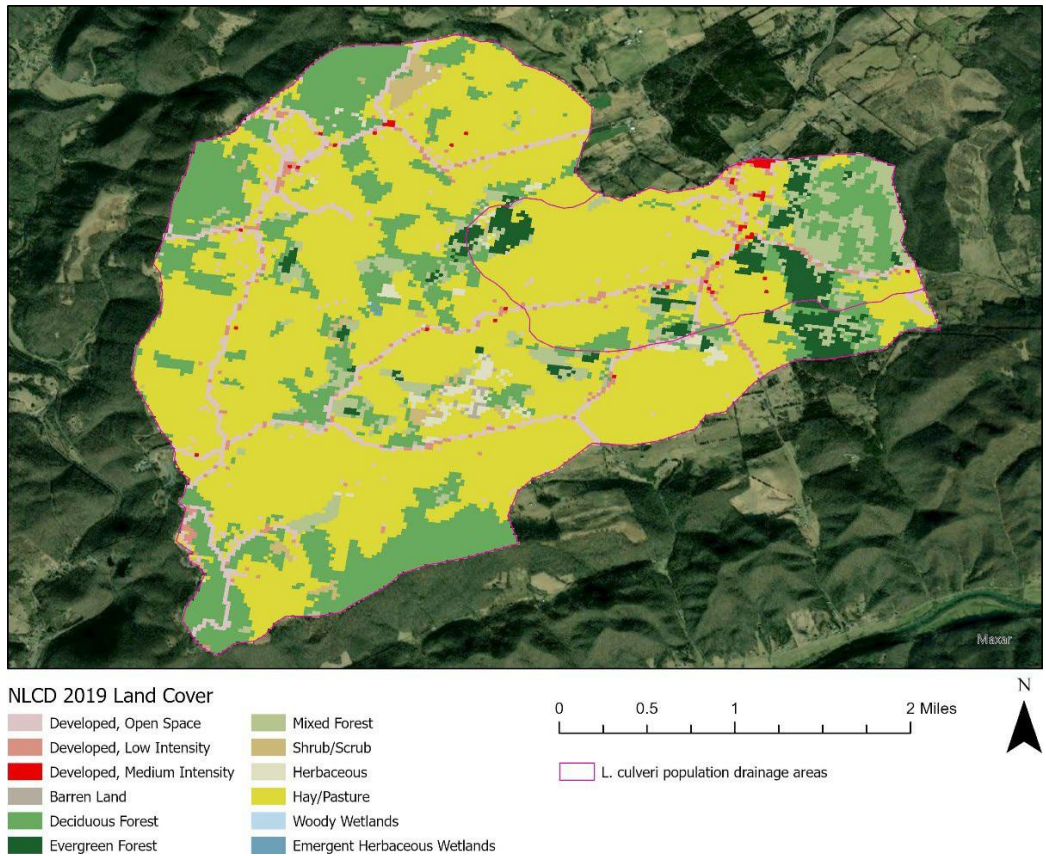 Maxar
NLCD 2019 Land Cover
Developed, Open Space
Developed, Low Intensity
Developed, Medium Intensity
Barren Land
Deciduous Forest
Evergreen Forest
Mixed Forest
Shrub/Scrub
Herbaceous
Hay/Pasture
Woody Wetlands
Emergent Herbaceous Wetlands
0 0.5 1 2 Miles
L. culveri population drainage areas
N